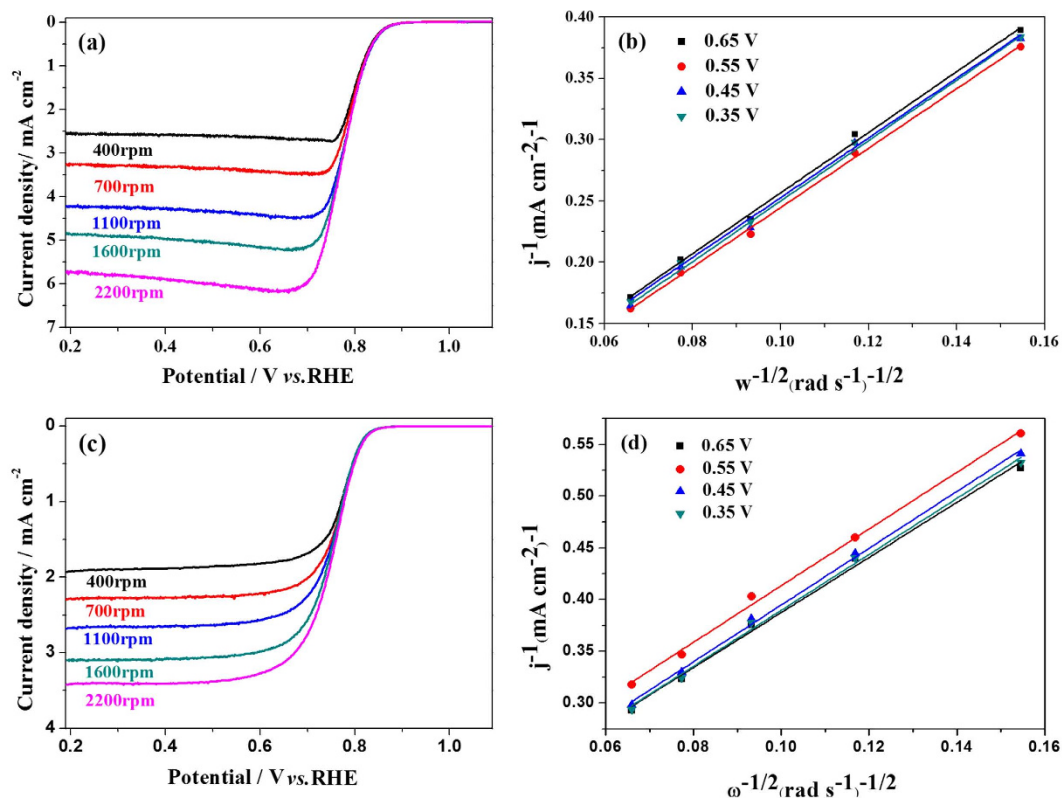 (a)
Current density/ mA cm-2
0
1
2
3
4
5
6
7
400rpm
700rpm
1100rpm
1600rpm
2200rpm
0.2
0.4
0.6
0.8
1.0
Potential / V vs.RHE
(b)
j-1(mA cm-2)-1
0.40
0.35
0.30
0.25
0.20
0.15
0.65 V
0.55 V
0.45 V
0.35 V
0.06
0.08
0.10
0.12
0.14
0.16
w-1/2(rad s-1)-1/2
(c)
Current density / mA cm-2
0
1
2
3
4
400rpm
700rpm
1100rpm
1600rpm
2200rpm
0.2
0.4
0.6
0.8
1.0
Potential / V vs.RHE
(d)
j-1(mA cm-2)-1
0.55
0.50
0.45
0.40
0.35
0.30
0.65 V
0.55 V
0.45 V
0.35 V
0.06
0.08
0.10
0.12
0.14
0.16
ω-1/2(rad s-1)-1/2